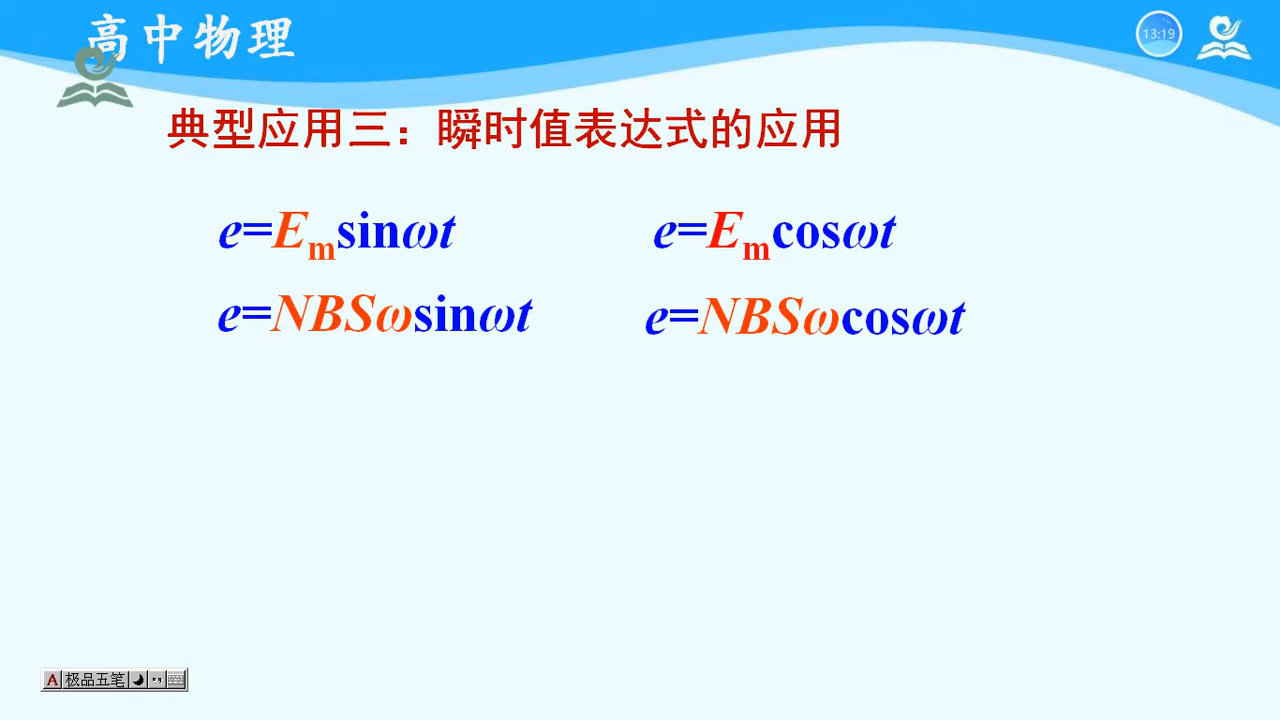 高中物理
13:19
典型应用三：瞬时值表达式的应用
e=Emsinωt e=Emcosωt
e=NBSωsinωt e=NBSωcosωt
A 极品五笔